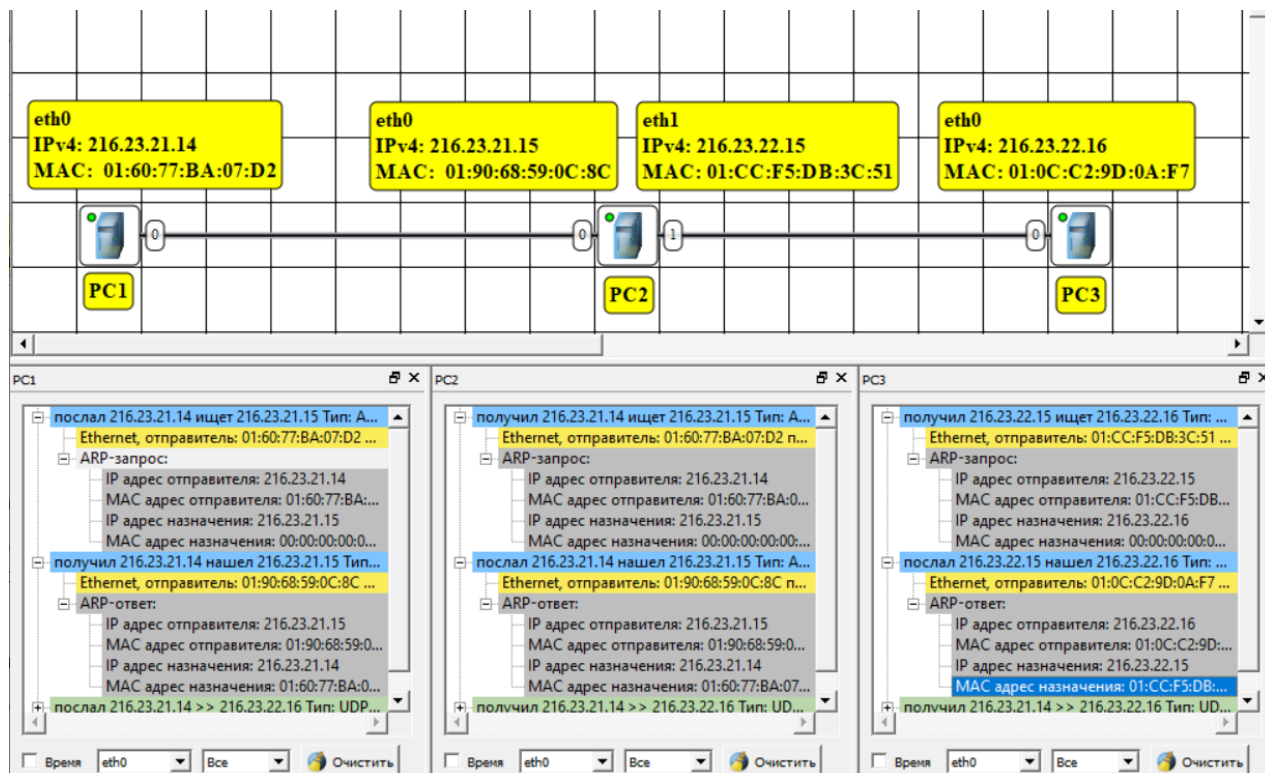 eth0
IPv4: 216.23.21.14
MAC: 01:60:77:BA:07:D2
eth0
IPv4: 216.23.21.15
MAC: 01:90:68:59:0C:8C
eth1
IPv4: 216.23.22.15
MAC: 01:CC:F5:DB:3C:51
eth0
IPv4: 216.23.22.16
MAC: 01:0C:C2:9D:0A:F7
0
0
1
0
PC1
PC2
PC3
PC1
послал 216.23.21.14 ищет 216.23.21.15 Тип: A...
Ethernet, отправитель: 01:60:77:BA:07:D2 ...
ARP-запрос:
IP адрес отправителя: 216.23.21.14
MAC адрес отправителя: 01:60:77:BA:...
IP адрес назначения: 216.23.21.15
MAC адрес назначения: 00:00:00:00:0...
получил 216.23.21.14 нашел 216.23.21.15 Тип...
Ethernet, отправитель: 01:90:68:59:0C:8C ...
ARP-ответ:
IP адрес отправителя: 216.23.21.15
MAC адрес отправителя: 01:90:68:59:0...
IP адрес назначения: 216.23.21.14
MAC адрес назначения: 01:60:77:BA:0...
послал 216.23.21.14 >> 216.23.22.16 Тип: UDP...
Время eth0 Все Очистить
PC2
получил 216.23.21.14 ищет 216.23.21.15 Тип: A...
Ethernet, отправитель: 01:60:77:BA:07:D2 п...
ARP-запрос:
IP адрес отправителя: 216.23.21.14
MAC адрес отправителя: 01:60:77:BA:0...
IP адрес назначения: 216.23.21.15
MAC адрес назначения: 00:00:00:00:00:...
послал 216.23.21.14 нашел 216.23.21.15 Тип: A...
Ethernet, отправитель: 01:90:68:59:0C:8C п...
ARP-ответ:
IP адрес отправителя: 216.23.21.15
MAC адрес отправителя: 01:90:68:59:0...
IP адрес назначения: 216.23.21.14
MAC адрес назначения: 01:60:77:BA:07...
получил 216.23.21.14 >> 216.23.22.16 Тип: UD...
Время eth0 Все Очистить
PC3
получил 216.23.22.15 ищет 216.23.22.16 Тип: ...
Ethernet, отправитель: 01:CC:F5:DB:3C:51 ...
ARP-запрос:
IP адрес отправителя: 216.23.22.15
MAC адрес отправителя: 01:CC:F5:DB...
IP адрес назначения: 216.23.22.16
MAC адрес назначения: 00:00:00:00:0...
послал 216.23.22.15 нашел 216.23.22.16 Тип: ...
Ethernet, отправитель: 01:0C:C2:9D:0A:F7 ...
ARP-ответ:
IP адрес отправителя: 216.23.22.16
MAC адрес отправителя: 01:0C:C2:9D:...
IP адрес назначения: 216.23.22.15
MAC адрес назначения: 01:CC:F5:DB:...
получил 216.23.21.14 >> 216.23.22.16 Тип: UD...
Время eth0 Все Очистить